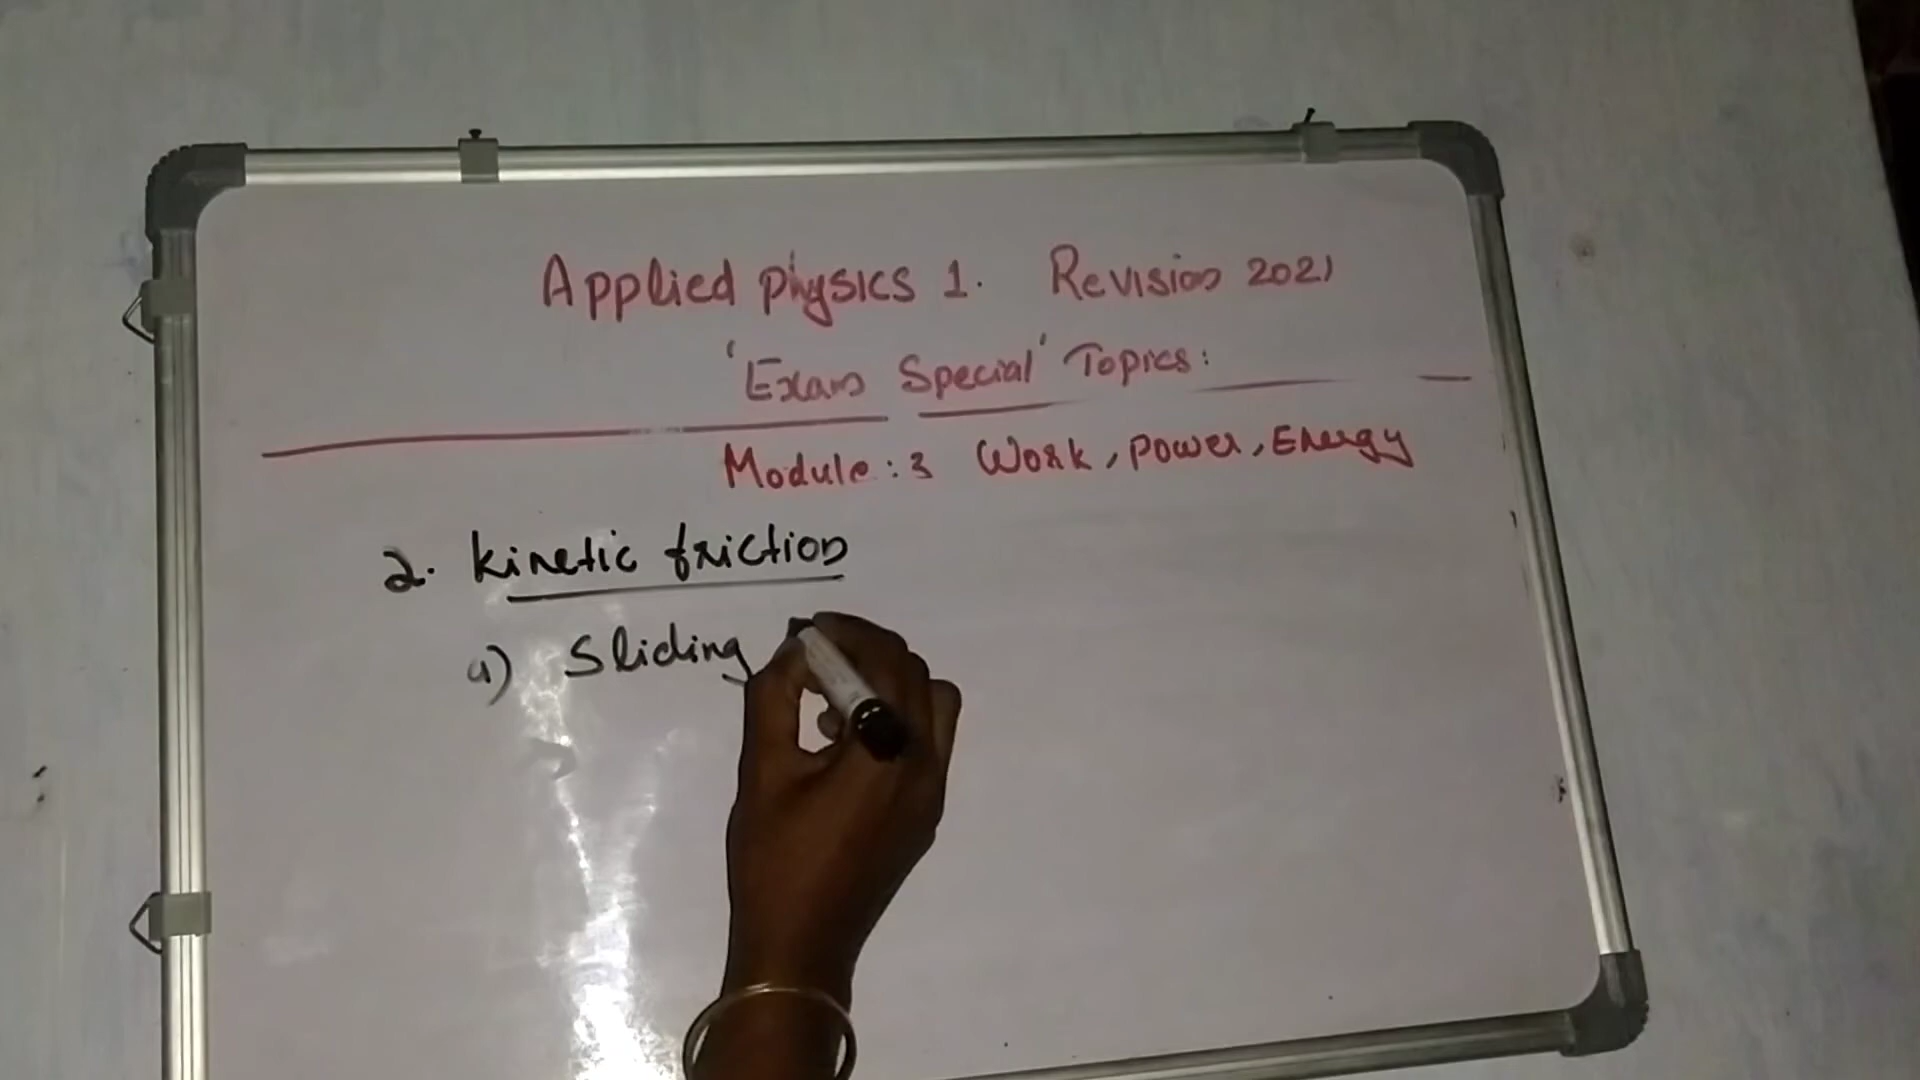 Applied Physics 1. Revision 2021
'Exam Special' Topics:
Module: 3 Work, Power, Energy
2. Kinetic friction
a) Sliding